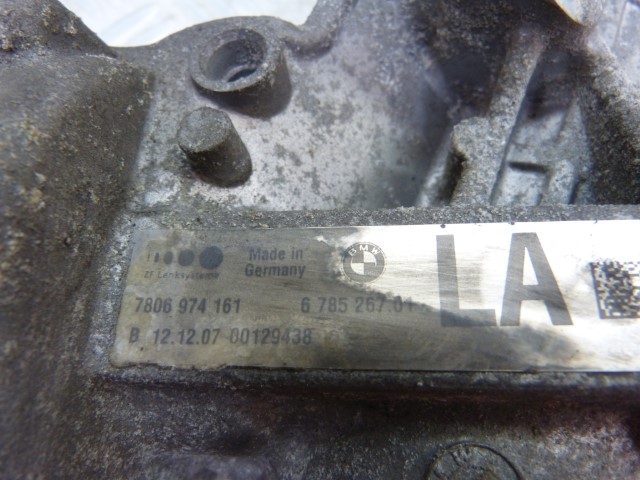 ZF Lenksysteme
Made in
Germany
BMW
LA
7806 974 161
6 785 267.01
B 12.12.07 00129438